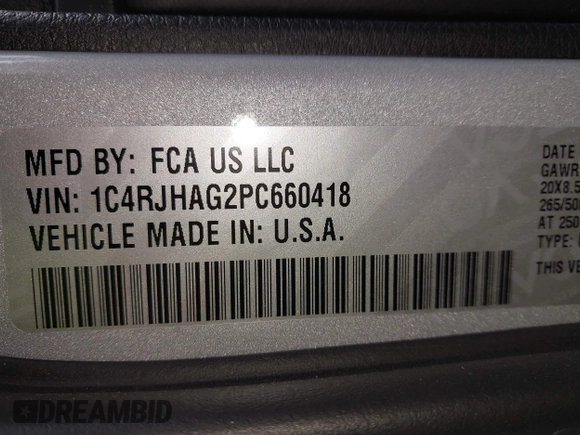 MFD BY: FCA US LLC
VIN: 1C4RJHAG2PC660418
VEHICLE MADE IN: U.S.A.
DATE
GAWR
20X8.5
265/50
AT 250
TYPE:
THIS VE
DREAMBID